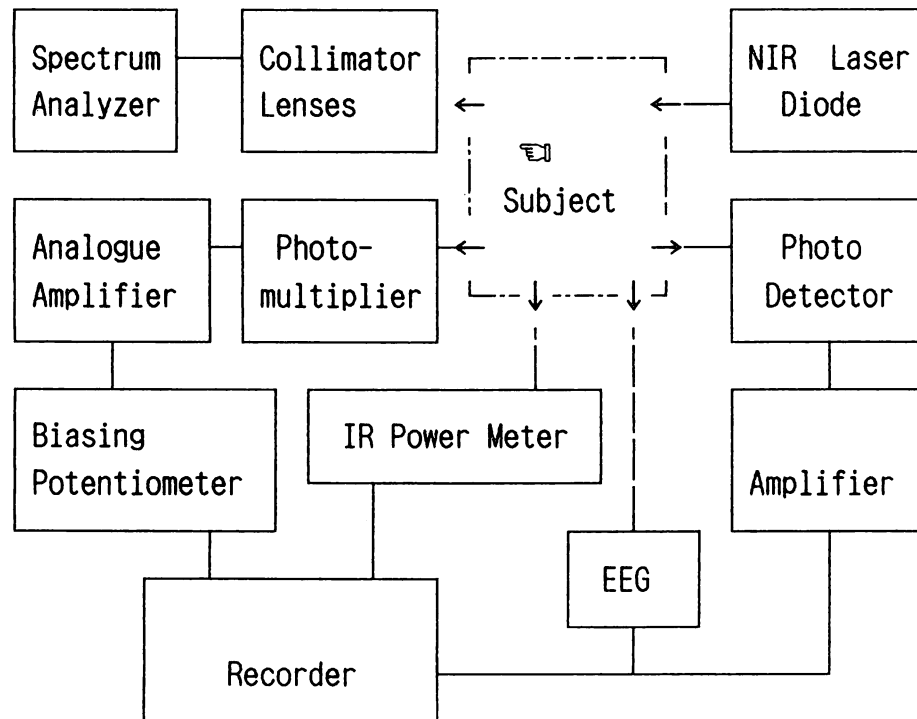 Spectrum
Analyzer
Collimator
Lenses
NIR Laser
Diode
Subject
Analogue
Amplifier
Photo-
multiplier
Photo
Detector
Biasing
Potentiometer
IR Power Meter
Amplifier
EEG
Recorder